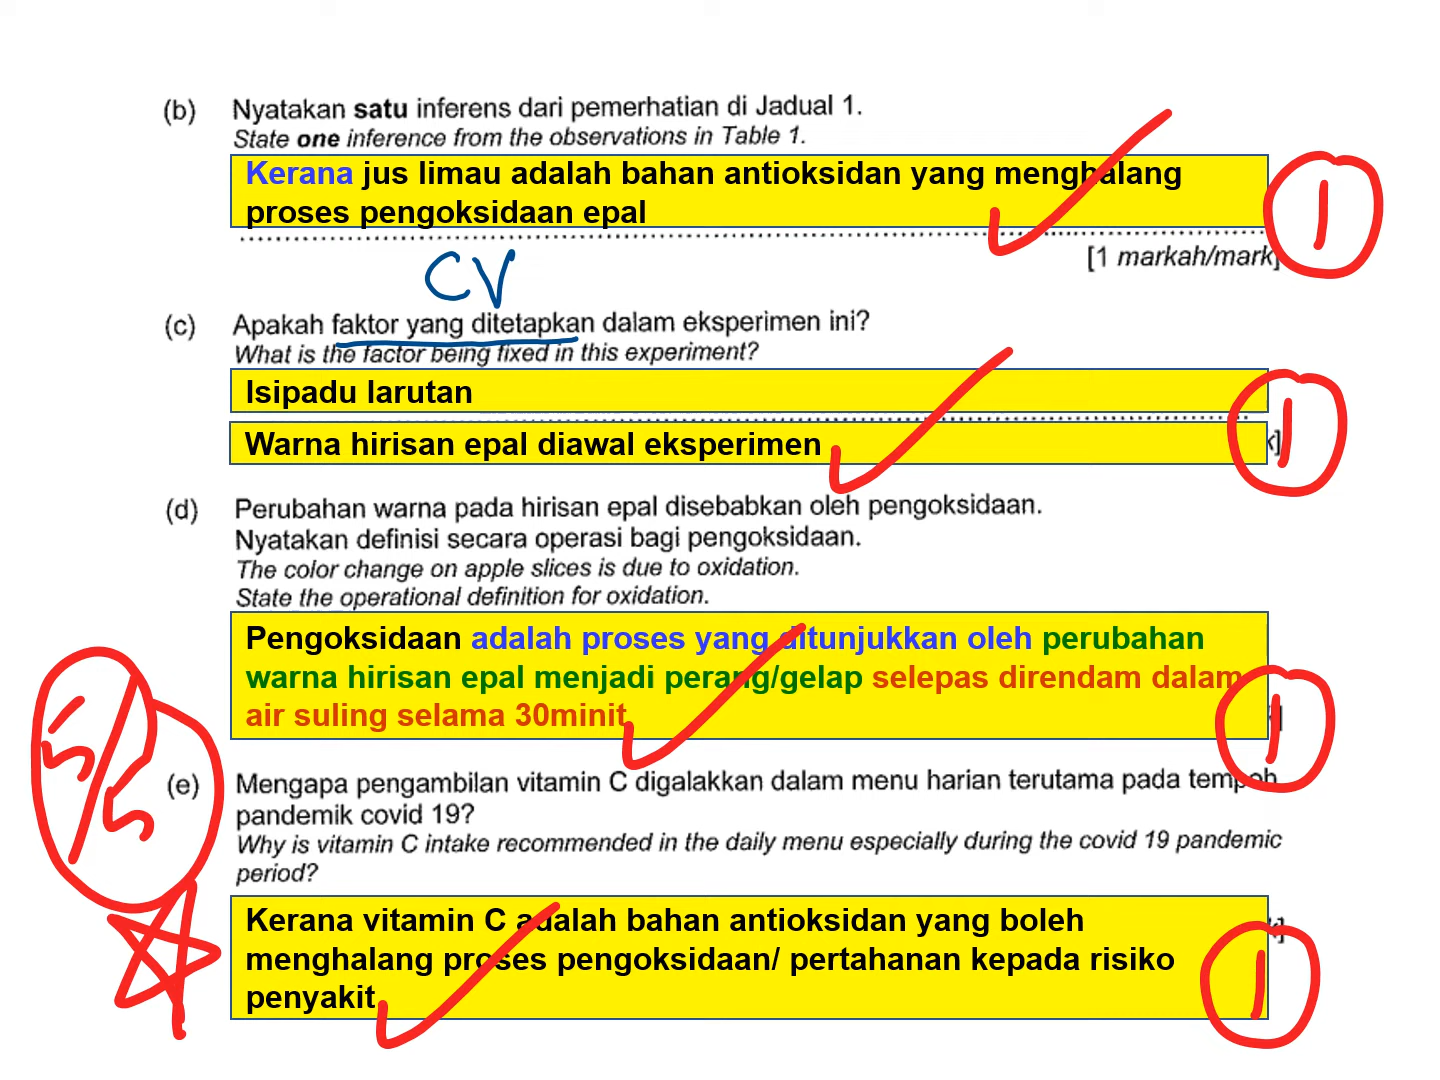 (b) Nyatakan satu inferens dari pemerhatian di Jadual 1.
State one inference from the observations in Table 1.
Kerana jus limau adalah bahan antioksidan yang menghalang
proses pengoksidaan epal
1
[1 markah/mark]
CV
(c) Apakah faktor yang ditetapkan dalam eksperimen ini?
What is the factor being fixed in this experiment?
Isipadu larutan
Warna hirisan epal diawal eksperimen
1
k]
(d) Perubahan warna pada hirisan epal disebabkan oleh pengoksidaan.
Nyatakan definisi secara operasi bagi pengoksidaan.
The color change on apple slices is due to oxidation.
State the operational definition for oxidation.
Pengoksidaan adalah proses yang ditunjukkan oleh perubahan
warna hirisan epal menjadi perang/gelap selepas direndam dalam
air suling selama 30minit
1
5/5
(e) Mengapa pengambilan vitamin C digalakkan dalam menu harian terutama pada tempoh
pandemik covid 19?
Why is vitamin C intake recommended in the daily menu especially during the covid 19 pandemic
period?
Kerana vitamin C adalah bahan antioksidan yang boleh
menghalang proses pengoksidaan/ pertahanan kepada risiko
penyakit
1